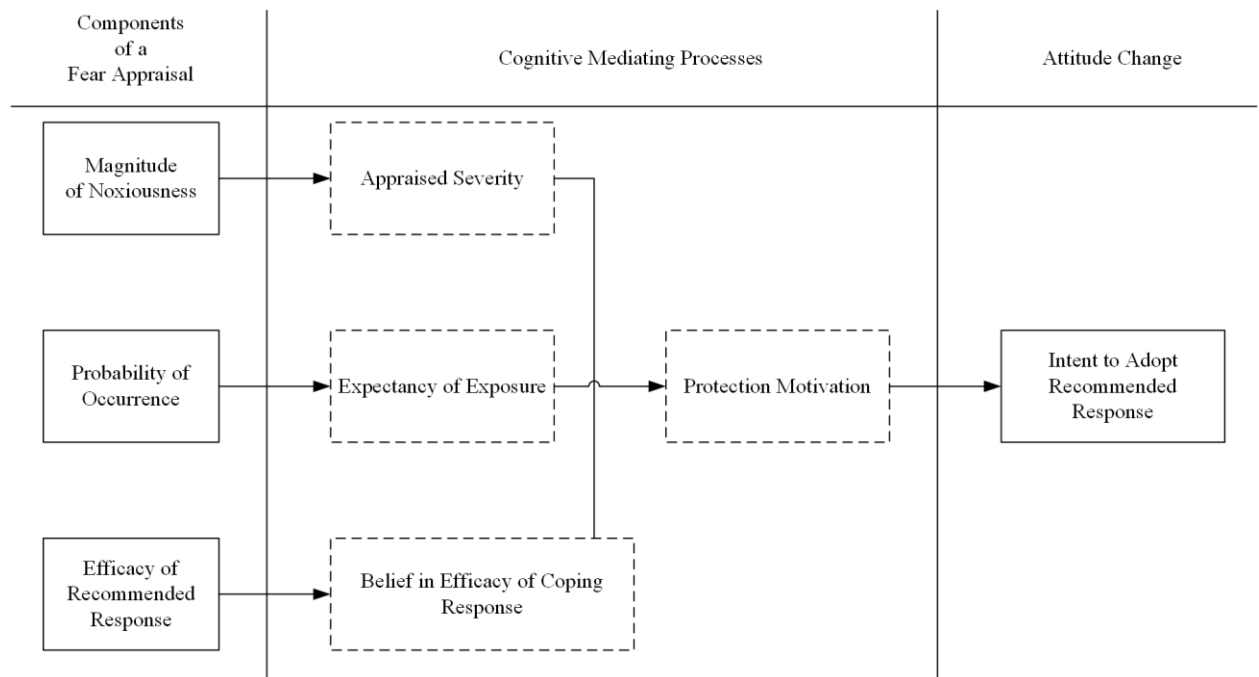 Components
of a
Fear Appraisal
Cognitive Mediating Processes
Attitude Change
Magnitude
of Noxiousness
Appraised Severity
Probability of
Occurrence
Expectancy of Exposure
Protection Motivation
Intent to Adopt
Recommended
Response
Efficacy of
Recommended
Response
Belief in Efficacy of Coping
Response